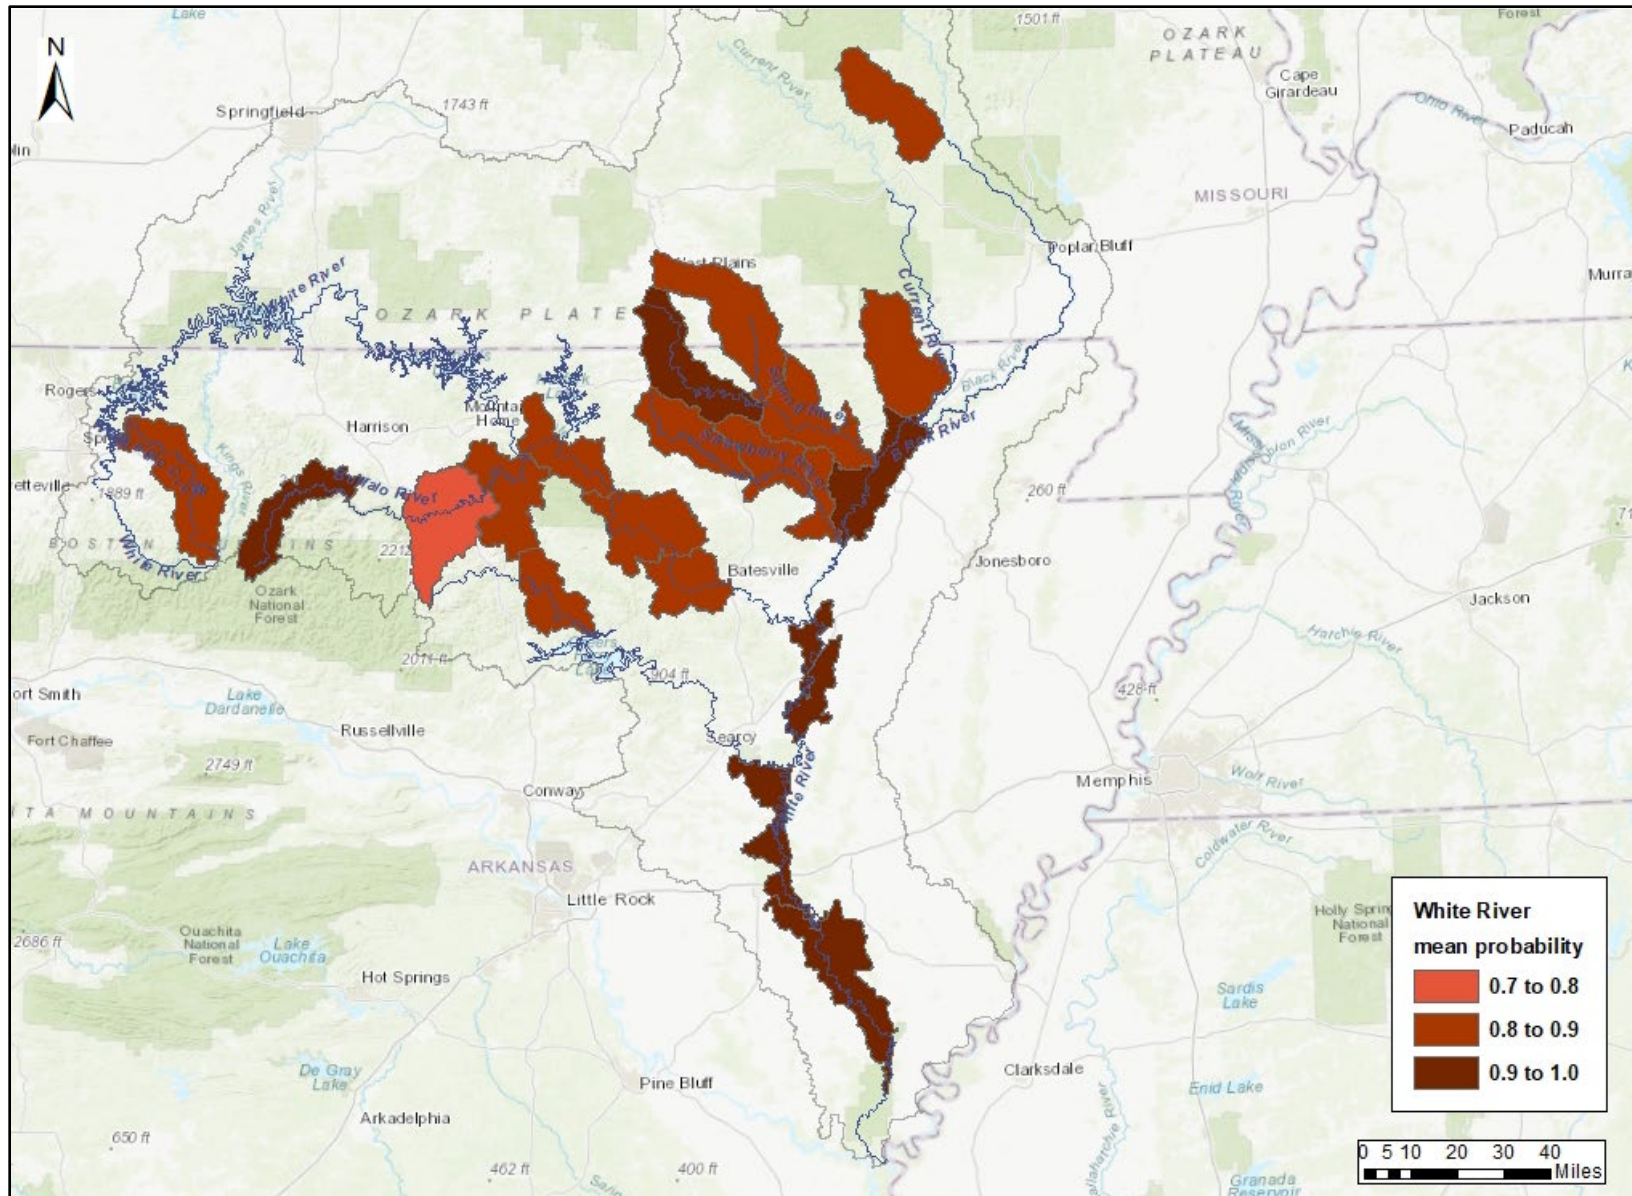 Lake
1501 ft
Forest
OZARK
PLATEAU
N
Current River
Cape
Girardeau
Springfield
1743 ft
Ohio River
Paducah
lin
MISSOURI
James River
West Plains
Poplar Bluff
Murra
White River
Current River
OZARK PLATE
Black River
Rogers
Mountain
Home
Harrison
Spring River
Kings River
Strawberry River
Black River
etteville
1889 ft
Buffalo River
260 ft
BOSTON
2212
White River
Batesville
Jonesboro
Ozark
National
Forest
Jackson
Hatchie River
2011 ft
904 ft
428 ft
ort Smith
Lake
Dardanelle
Russellville
Searcy
Fort Chaffee
2749 ft
White River
Memphis
Wolf River
Conway
ITA MOUNTAINS
Coldwater River
ARKANSAS
Little Rock
Holly Spring
National
Forest
2686 ft
Ouachita
National
Forest
Lake
Ouachita
Hot Springs
Sardis
Lake
De Gray
Lake
Pine Bluff
Clarksdale
Enid Lake
Arkadelphia
650 ft
462 ft
400 ft
allahatchie River
Granada
Reservoir
White River
mean probability
0.7 to 0.8
0.8 to 0.9
0.9 to 1.0
0 5 10 20 30 40
Miles